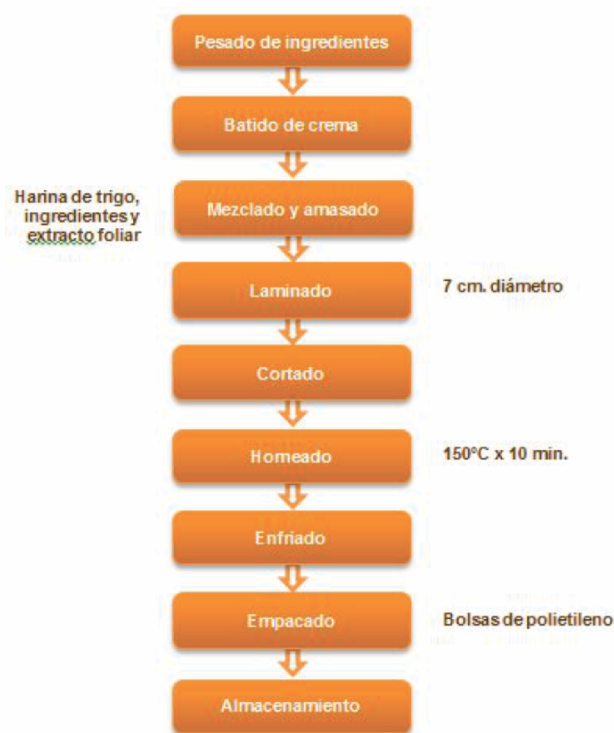 Pesado de ingredientes
Batido de crema
Harina de trigo,
ingredientes y
extracto foliar
Mezclado y amasado
Laminado
7 cm. diámetro
Cortado
Horneado
150°C x 10 min.
Enfriado
Empacado
Bolsas de polietileno
Almacenamiento